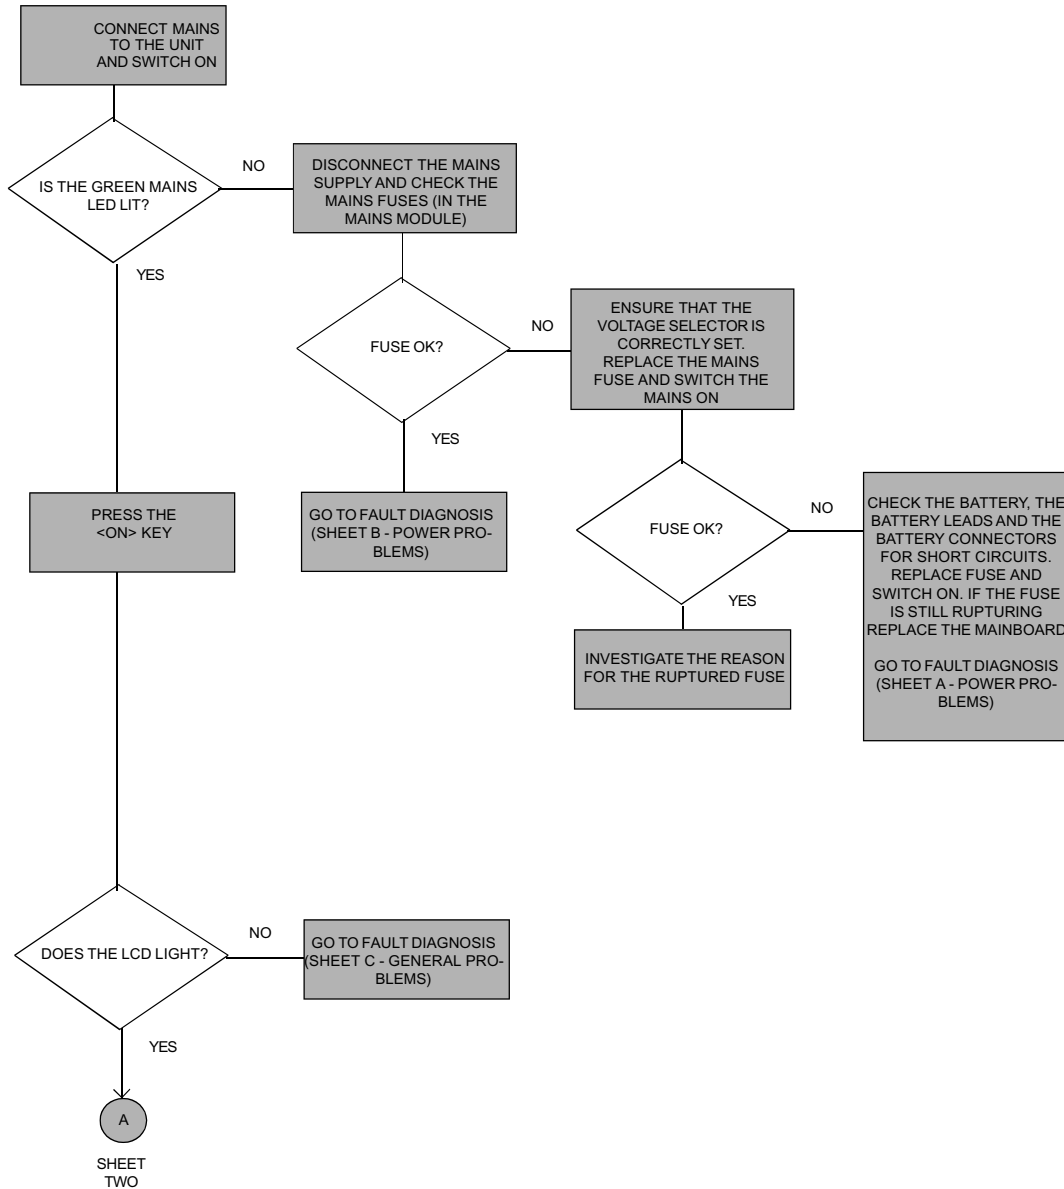 CONNECT MAINS
TO THE UNIT
AND SWITCH ON
IS THE GREEN MAINS
LED LIT?
NO
DISCONNECT THE MAINS
SUPPLY AND CHECK THE
MAINS FUSES (IN THE
MAINS MODULE)
YES
FUSE OK?
NO
ENSURE THAT THE
VOLTAGE SELECTOR IS
CORRECTLY SET.
REPLACE THE MAINS
FUSE AND SWITCH THE
MAINS ON
YES
PRESS THE
<ON> KEY
GO TO FAULT DIAGNOSIS
(SHEET B - POWER PRO-
BLEMS)
FUSE OK?
NO
CHECK THE BATTERY, THE
BATTERY LEADS AND THE
BATTERY CONNECTORS
FOR SHORT CIRCUITS.
REPLACE FUSE AND
SWITCH ON. IF THE FUSE
IS STILL RUPTURING
REPLACE THE MAINBOARD
GO TO FAULT DIAGNOSIS
(SHEET A - POWER PRO-
BLEMS)
YES
INVESTIGATE THE REASON
FOR THE RUPTURED FUSE
DOES THE LCD LIGHT?
NO
GO TO FAULT DIAGNOSIS
(SHEET C - GENERAL PRO-
BLEMS)
YES
A
SHEET
TWO